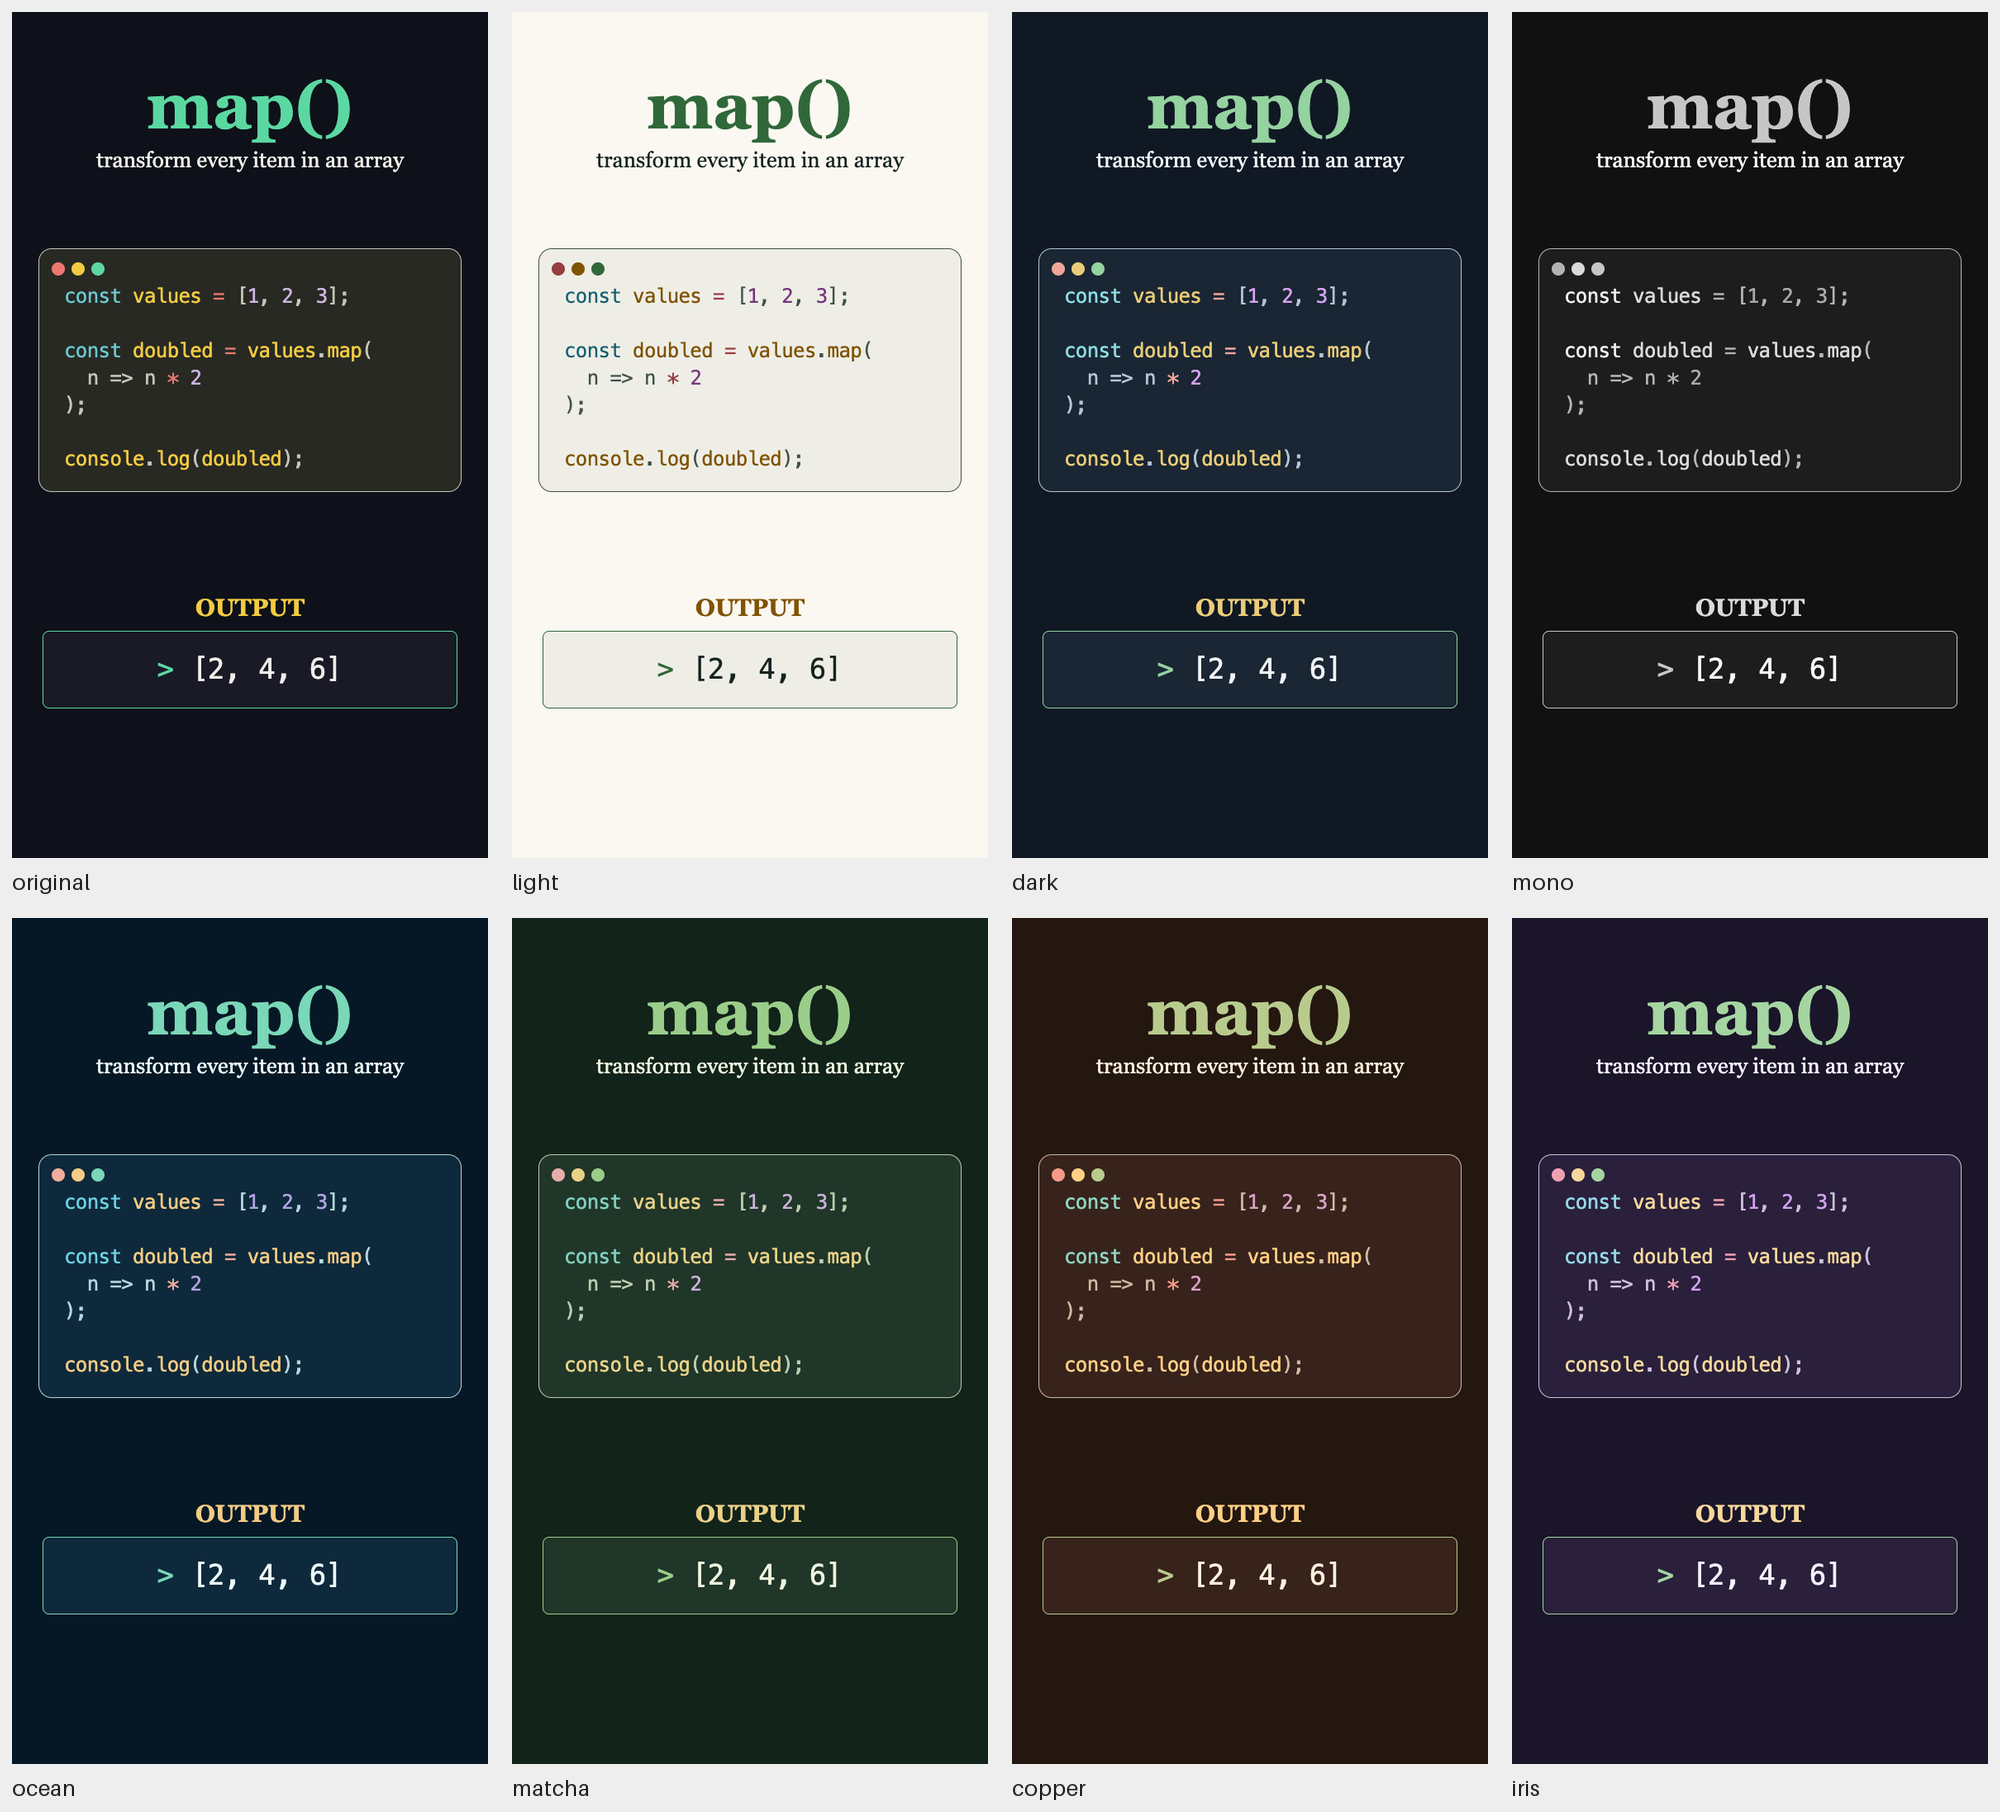 map()
transform every item in an array
const values = [1, 2, 3];
const doubled = values.map(
  n => n * 2
);
console.log(doubled);
OUTPUT
> [2, 4, 6]
original
map()
transform every item in an array
const values = [1, 2, 3];
const doubled = values.map(
  n => n * 2
);
console.log(doubled);
OUTPUT
> [2, 4, 6]
light
map()
transform every item in an array
const values = [1, 2, 3];
const doubled = values.map(
  n => n * 2
);
console.log(doubled);
OUTPUT
> [2, 4, 6]
dark
map()
transform every item in an array
const values = [1, 2, 3];
const doubled = values.map(
  n => n * 2
);
console.log(doubled);
OUTPUT
> [2, 4, 6]
mono
map()
transform every item in an array
const values = [1, 2, 3];
const doubled = values.map(
  n => n * 2
);
console.log(doubled);
OUTPUT
> [2, 4, 6]
ocean
map()
transform every item in an array
const values = [1, 2, 3];
const doubled = values.map(
  n => n * 2
);
console.log(doubled);
OUTPUT
> [2, 4, 6]
matcha
map()
transform every item in an array
const values = [1, 2, 3];
const doubled = values.map(
  n => n * 2
);
console.log(doubled);
OUTPUT
> [2, 4, 6]
copper
map()
transform every item in an array
const values = [1, 2, 3];
const doubled = values.map(
  n => n * 2
);
console.log(doubled);
OUTPUT
> [2, 4, 6]
iris